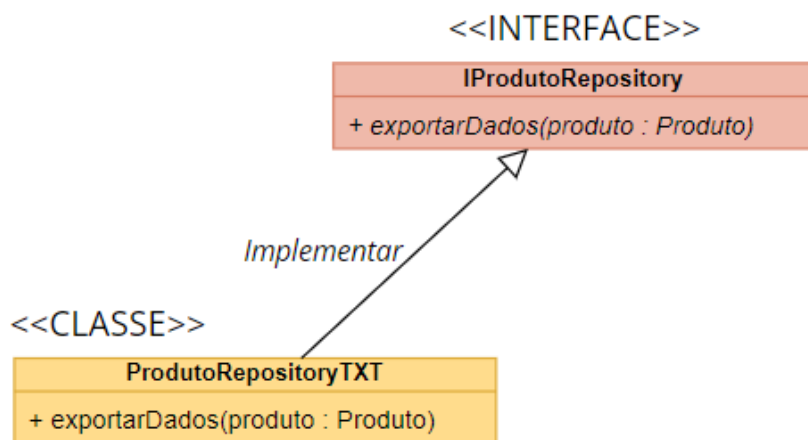 <<INTERFACE>>
IProdutoRepository
+ exportarDados(produto : Produto)
Implementar
<<CLASSE>>
ProdutoRepositoryTXT
+ exportarDados(produto : Produto)